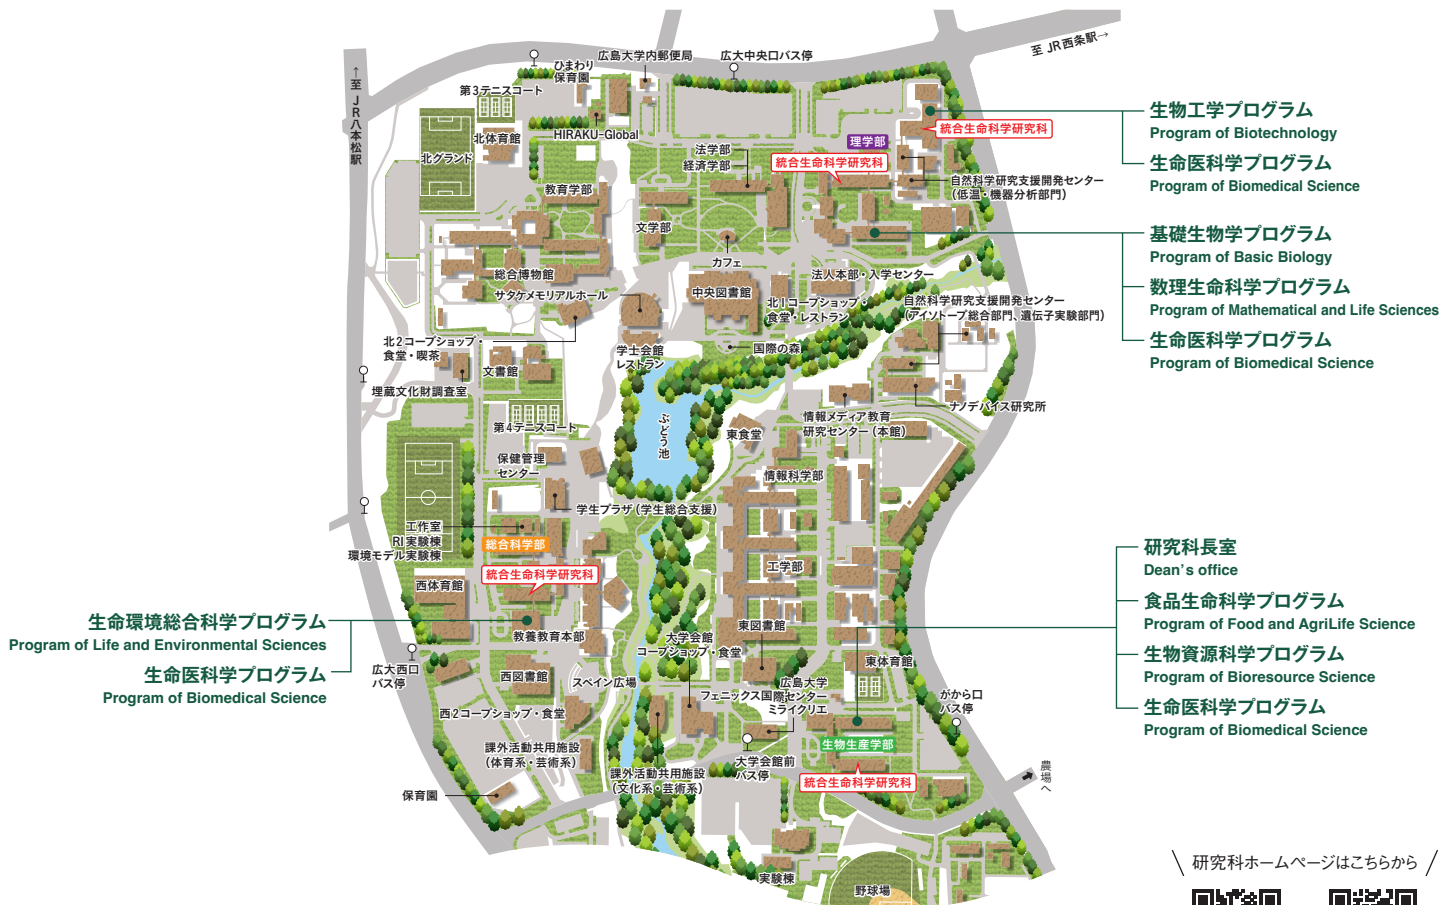 至 JR西条駅→
↑至 JR八本松駅
広島大学内郵便局
広大中央口バス停
ひまわり
保育園
第3テニスコート
HIRAKU-Global
北体育館
北グランド
法学部
経済学部
理学部
統合生命科学研究科
統合生命科学研究科
自然科学研究支援開発センター
(低温・機器分析部門)
教育学部
文学部
カフェ
総合博物館
サタケメモリアルホール
中央図書館
法人本部・入学センター
北1コープショップ・
食堂・レストラン
自然科学研究支援開発センター
(アイソトープ総合部門、遺伝子実験部門)
北2コープショップ・
食堂・喫茶
文書館
学士会館
レストラン
国際の森
埋蔵文化財調査室
ナノデバイス研究所
情報メディア教育
研究センター(本館)
第4テニスコート
ぶどう池
東食堂
保健管理
センター
情報科学部
学生プラザ(学生総合支援)
工作室
RI実験棟
環境モデル実験棟
総合科学部
統合生命科学研究科
西体育館
工学部
教養教育本部
東図書館
大学会館
コープショップ・食堂
広大西口
バス停
西図書館
スペイン広場
東体育館
広島大学
フェニックス国際センター
ミライクリエ
がから口
バス停
西2コープショップ・食堂
課外活動共用施設
(体育系・芸術系)
課外活動共用施設
(文化系・芸術系)
大学会館前
バス停
生物生産学部
統合生命科学研究科
農場へ
保育園
実験棟
野球場
生物工学プログラム
Program of Biotechnology
生命医科学プログラム
Program of Biomedical Science
基礎生物学プログラム
Program of Basic Biology
数理生命科学プログラム
Program of Mathematical and Life Sciences
生命医科学プログラム
Program of Biomedical Science
研究科長室
Dean's office
食品生命科学プログラム
Program of Food and AgriLife Science
生物資源科学プログラム
Program of Bioresource Science
生命医科学プログラム
Program of Biomedical Science
生命環境総合科学プログラム
Program of Life and Environmental Sciences
生命医科学プログラム
Program of Biomedical Science
\ 研究科ホームページはこちらから /